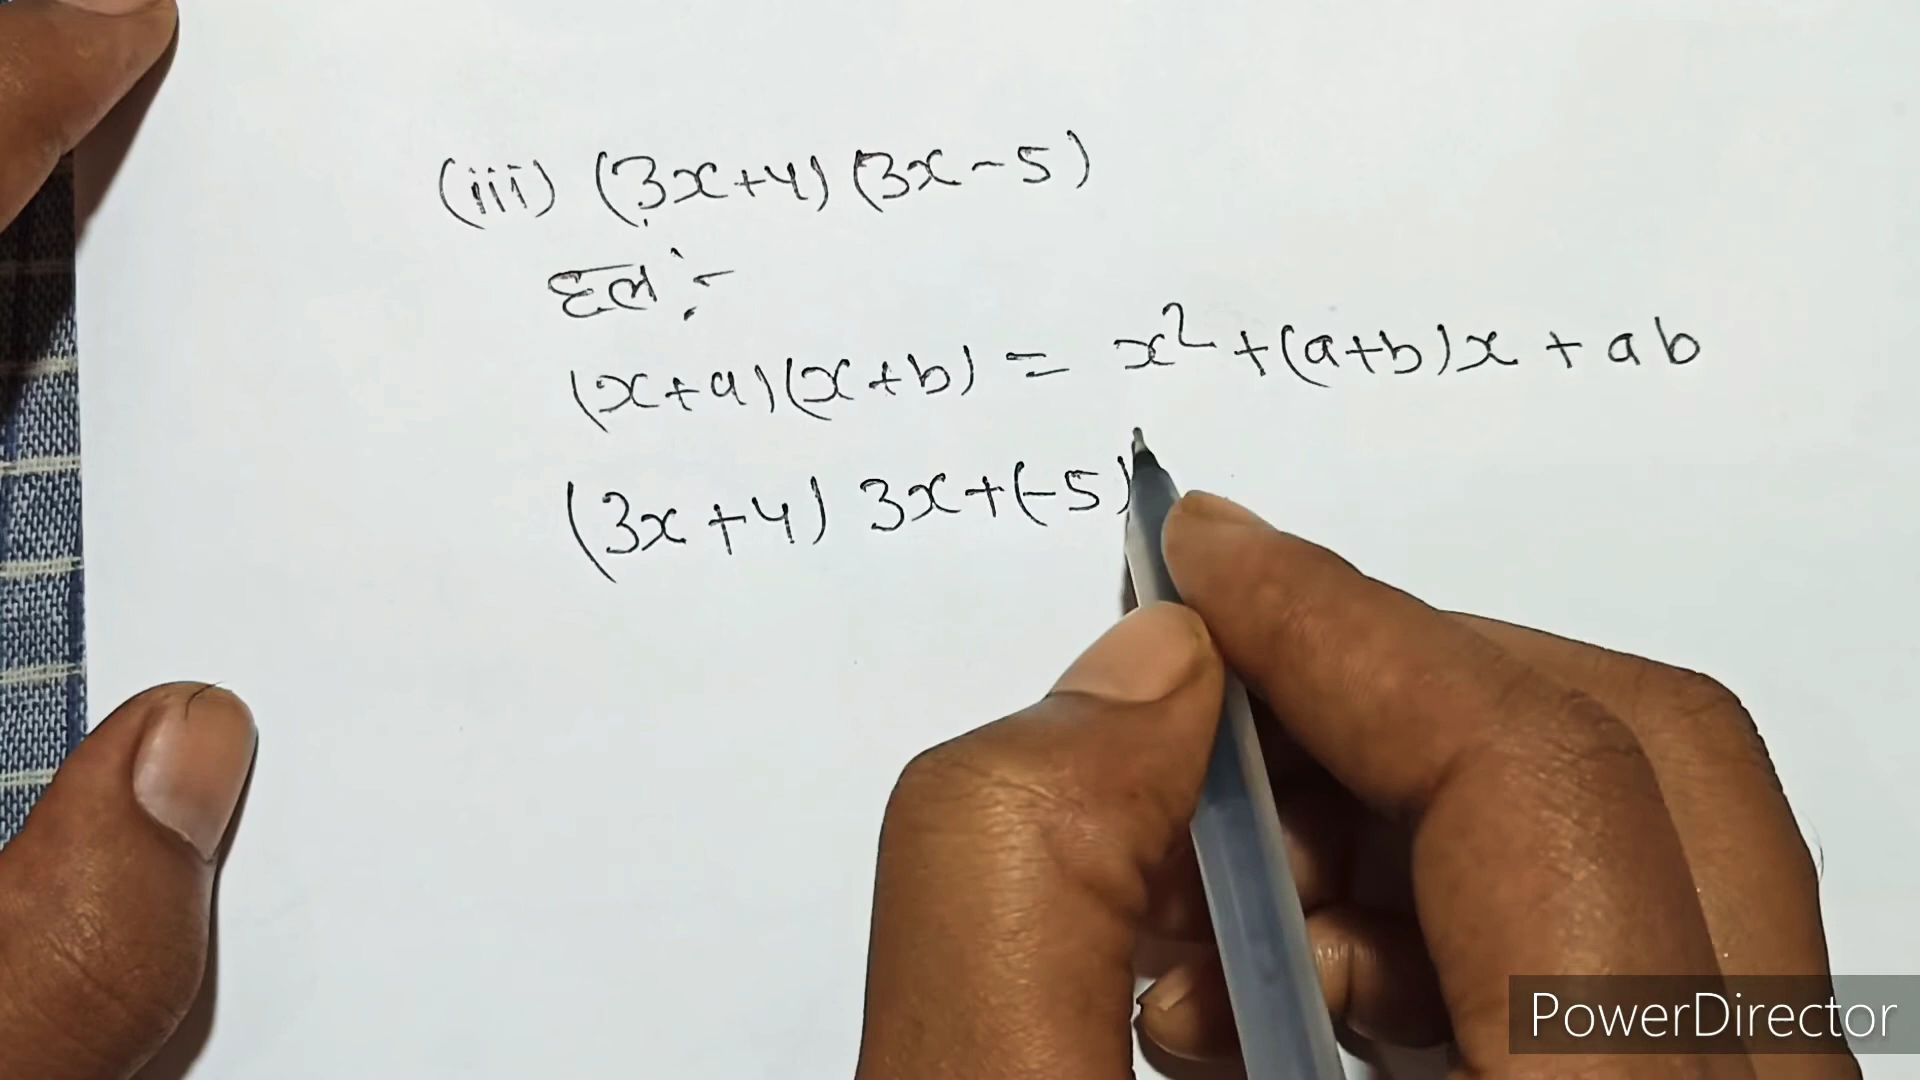 (iii) (3x+4) (3x-5)
हल :-
(x+a) (x+b) = x² + (a+b)x + ab
(3x+4) 3x+(-5)
PowerDirector